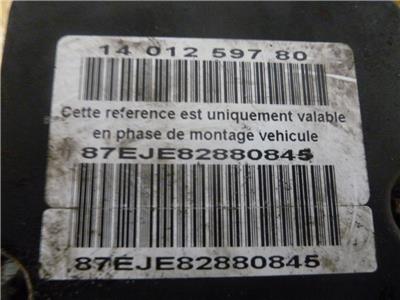 14 012 597 80
Cette reference est uniquement valable
en phase de montage vehicule
87EJE82880845
87EJE82880845